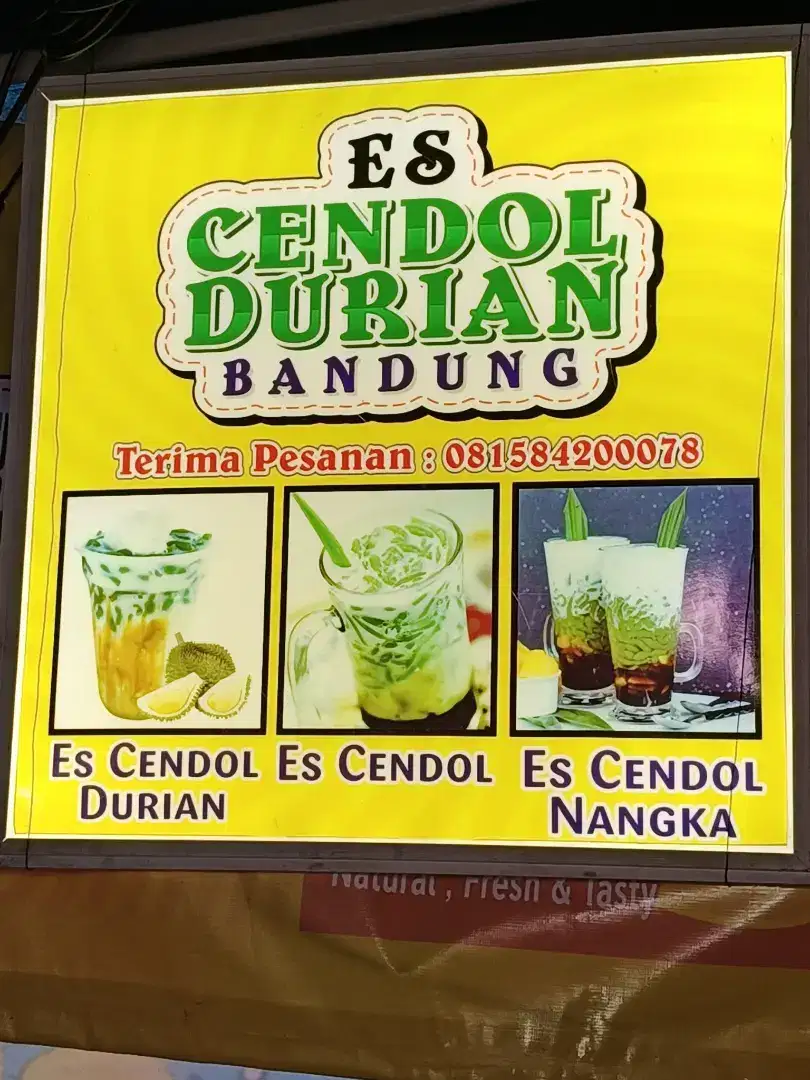 ES
CENDOL
DURIAN
BANDUNG
Terima Pesanan : 081584200078
ES CENDOL
DURIAN
ES CENDOL
ES CENDOL
NANGKA
Natural , Fresh & Tasty